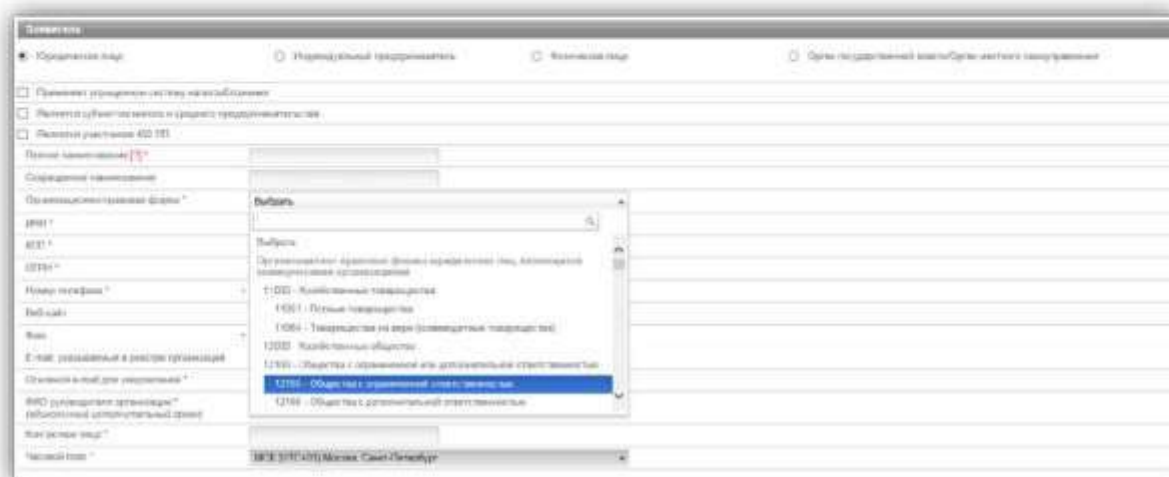 Заявитель
Юридическое лицо
Индивидуальный предприниматель
Физическое лицо
Орган государственной власти/Орган местного самоуправления
Применяет упрощенную систему налогообложения
Является субъектом малого и среднего предпринимательства
Является участником
Полное наименование [?] *
Сокращенное наименование
Организационно-правовая форма *
Выбрать
ИНН *
КПП *
Выбрать
ОГРН *
Организационно-правовые формы юридических лиц, являющихся коммерческими организациями
Номер телефона *
11000 - Хозяйственные товарищества
Веб-сайт
11051 - Полные товарищества
Факс
11064 - Товарищества на вере (коммандитные товарищества)
12000 - Хозяйственные общества
E-mail, указываемый в реестре организаций
Общества с ограниченной или дополнительной ответственностью
Основной e-mail для уведомлений *
12165 - Общества с ограниченной ответственностью
12166 - Общества с дополнительной ответственностью
ФИО руководителя организации *
Контактное лицо *
Часовой пояс *
МСК (UTC+03) Москва, Санкт-Петербург